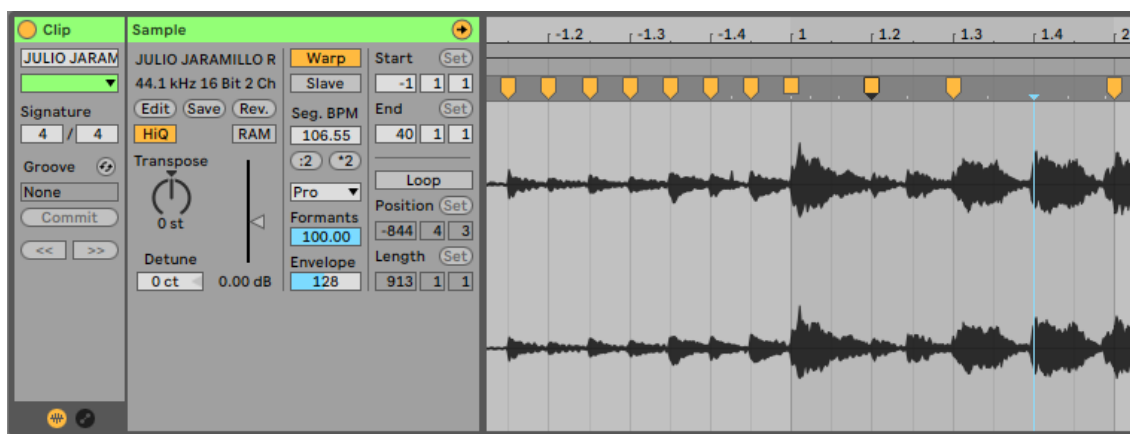 Clip
JULIO JARAM
Signature
4 / 4
Groove
None
Commit
<< >>
Sample
JULIO JARAMILLO R
44.1 kHz 16 Bit 2 Ch
Edit Save Rev.
HiQ RAM
Transpose
0 st
Detune
0 ct 0.00 dB
Warp
Slave
Seg. BPM
106.55
:2 *2
Pro
Formants
100.00
Envelope
128
Start Set
-1 1 1
End Set
40 1 1
Loop
Position Set
-844 4 3
Length Set
913 1 1
-1.2 -1.3 -1.4 1 1.2 1.3 1.4 2